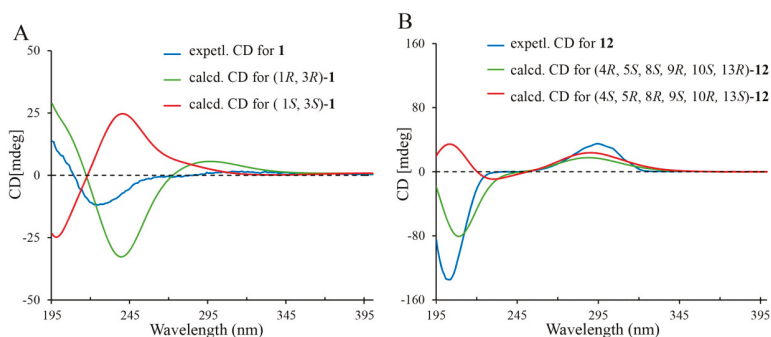 A
50
25
0
-25
-50
CD[mdeg]
expetl. CD for 1
calcd. CD for (1R, 3R)-1
calcd. CD for ( 1S, 3S)-1
195 245 295 345 395
Wavelength (nm)
B
160
80
0
-80
-160
CD [mdeg]
expetl. CD for 12
calcd. CD for (4R, 5S, 8S, 9R, 10S, 13R)-12
calcd. CD for (4S, 5R, 8R, 9S, 10R, 13S)-12
195 245 295 345 395
Wavelength (nm)